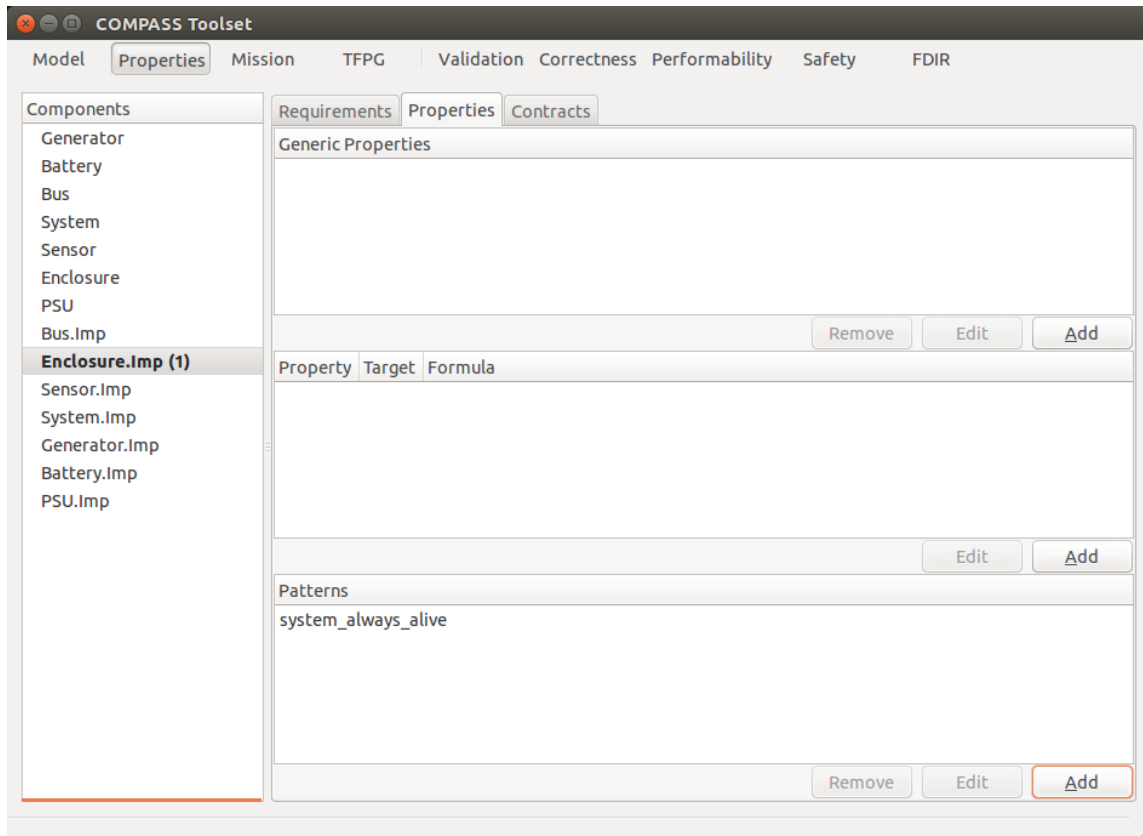 COMPASS Toolset
Model Properties Mission TFPG Validation Correctness Performability Safety FDIR
Components
Generator
Battery
Bus
System
Sensor
Enclosure
PSU
Bus.Imp
Enclosure.Imp (1)
Sensor.Imp
System.Imp
Generator.Imp
Battery.Imp
PSU.Imp
Requirements Properties Contracts
Generic Properties
Remove Edit Add
Property Target Formula
Edit Add
Patterns
system_always_alive
Remove Edit Add